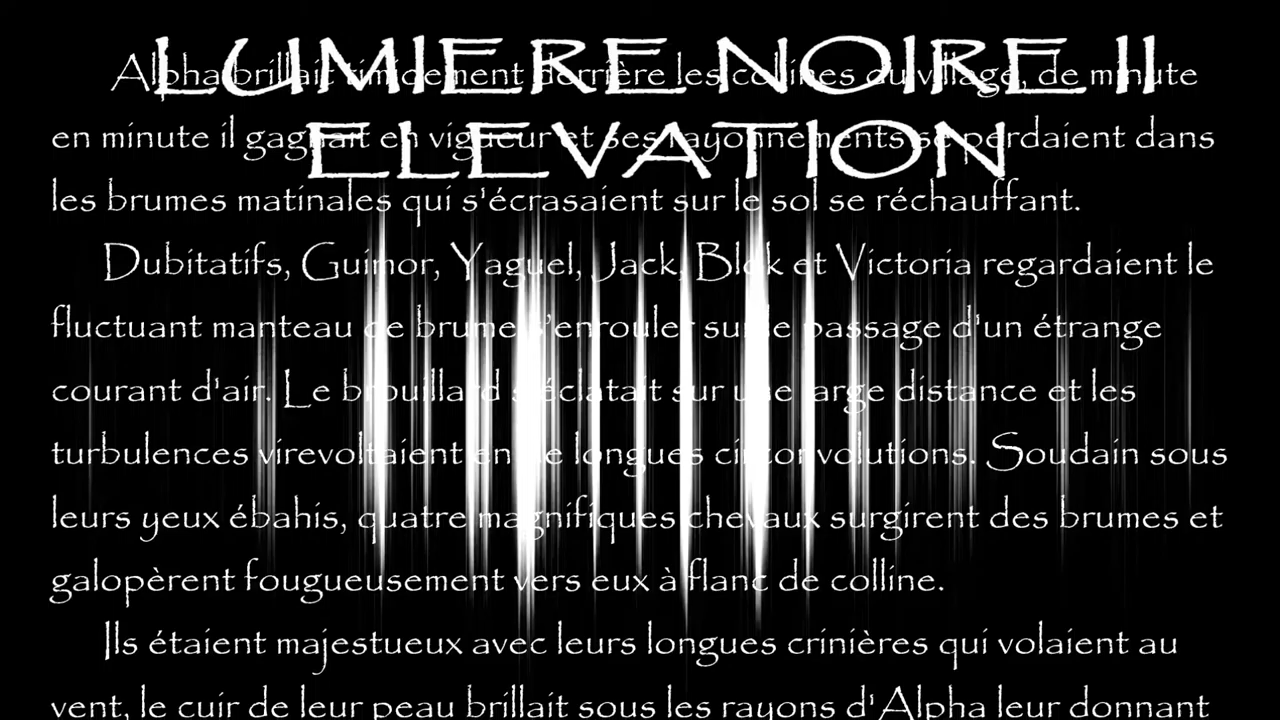 LUMIERE NOIRE II
ELEVATION
Alpha brillait timidement derrière les collines du village, de minute
en minute il gagnait en vigueur et ses rayonnements se perdaient dans
les brumes matinales qui s'écrasaient sur le sol se réchauffant.
Dubitatifs, Guimor, Yaguel, Jack, Blok et Victoria regardaient le
fluctuant manteau de brume s'enrouler sur le passage d'un étrange
courant d'air. Le brouillard s'éclatait sur une large distance et les
turbulences virevoltaient en de longues circonvolutions. Soudain sous
leurs yeux ébahis, quatre magnifiques chevaux surgirent des brumes et
galopèrent fougueusement vers eux à flanc de colline.
Ils étaient majestueux avec leurs longues crinières qui volaient au
vent, le cuir de leur peau brillait sous les rayons d'Alpha leur donnant